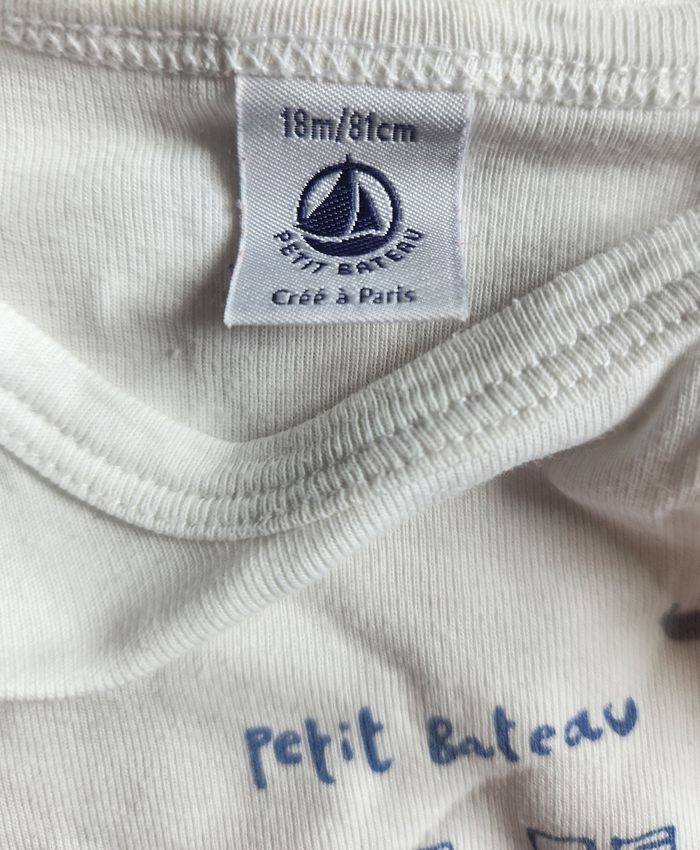 18m/81cm
PETIT BATEAU
Créé à Paris
petit Bateau